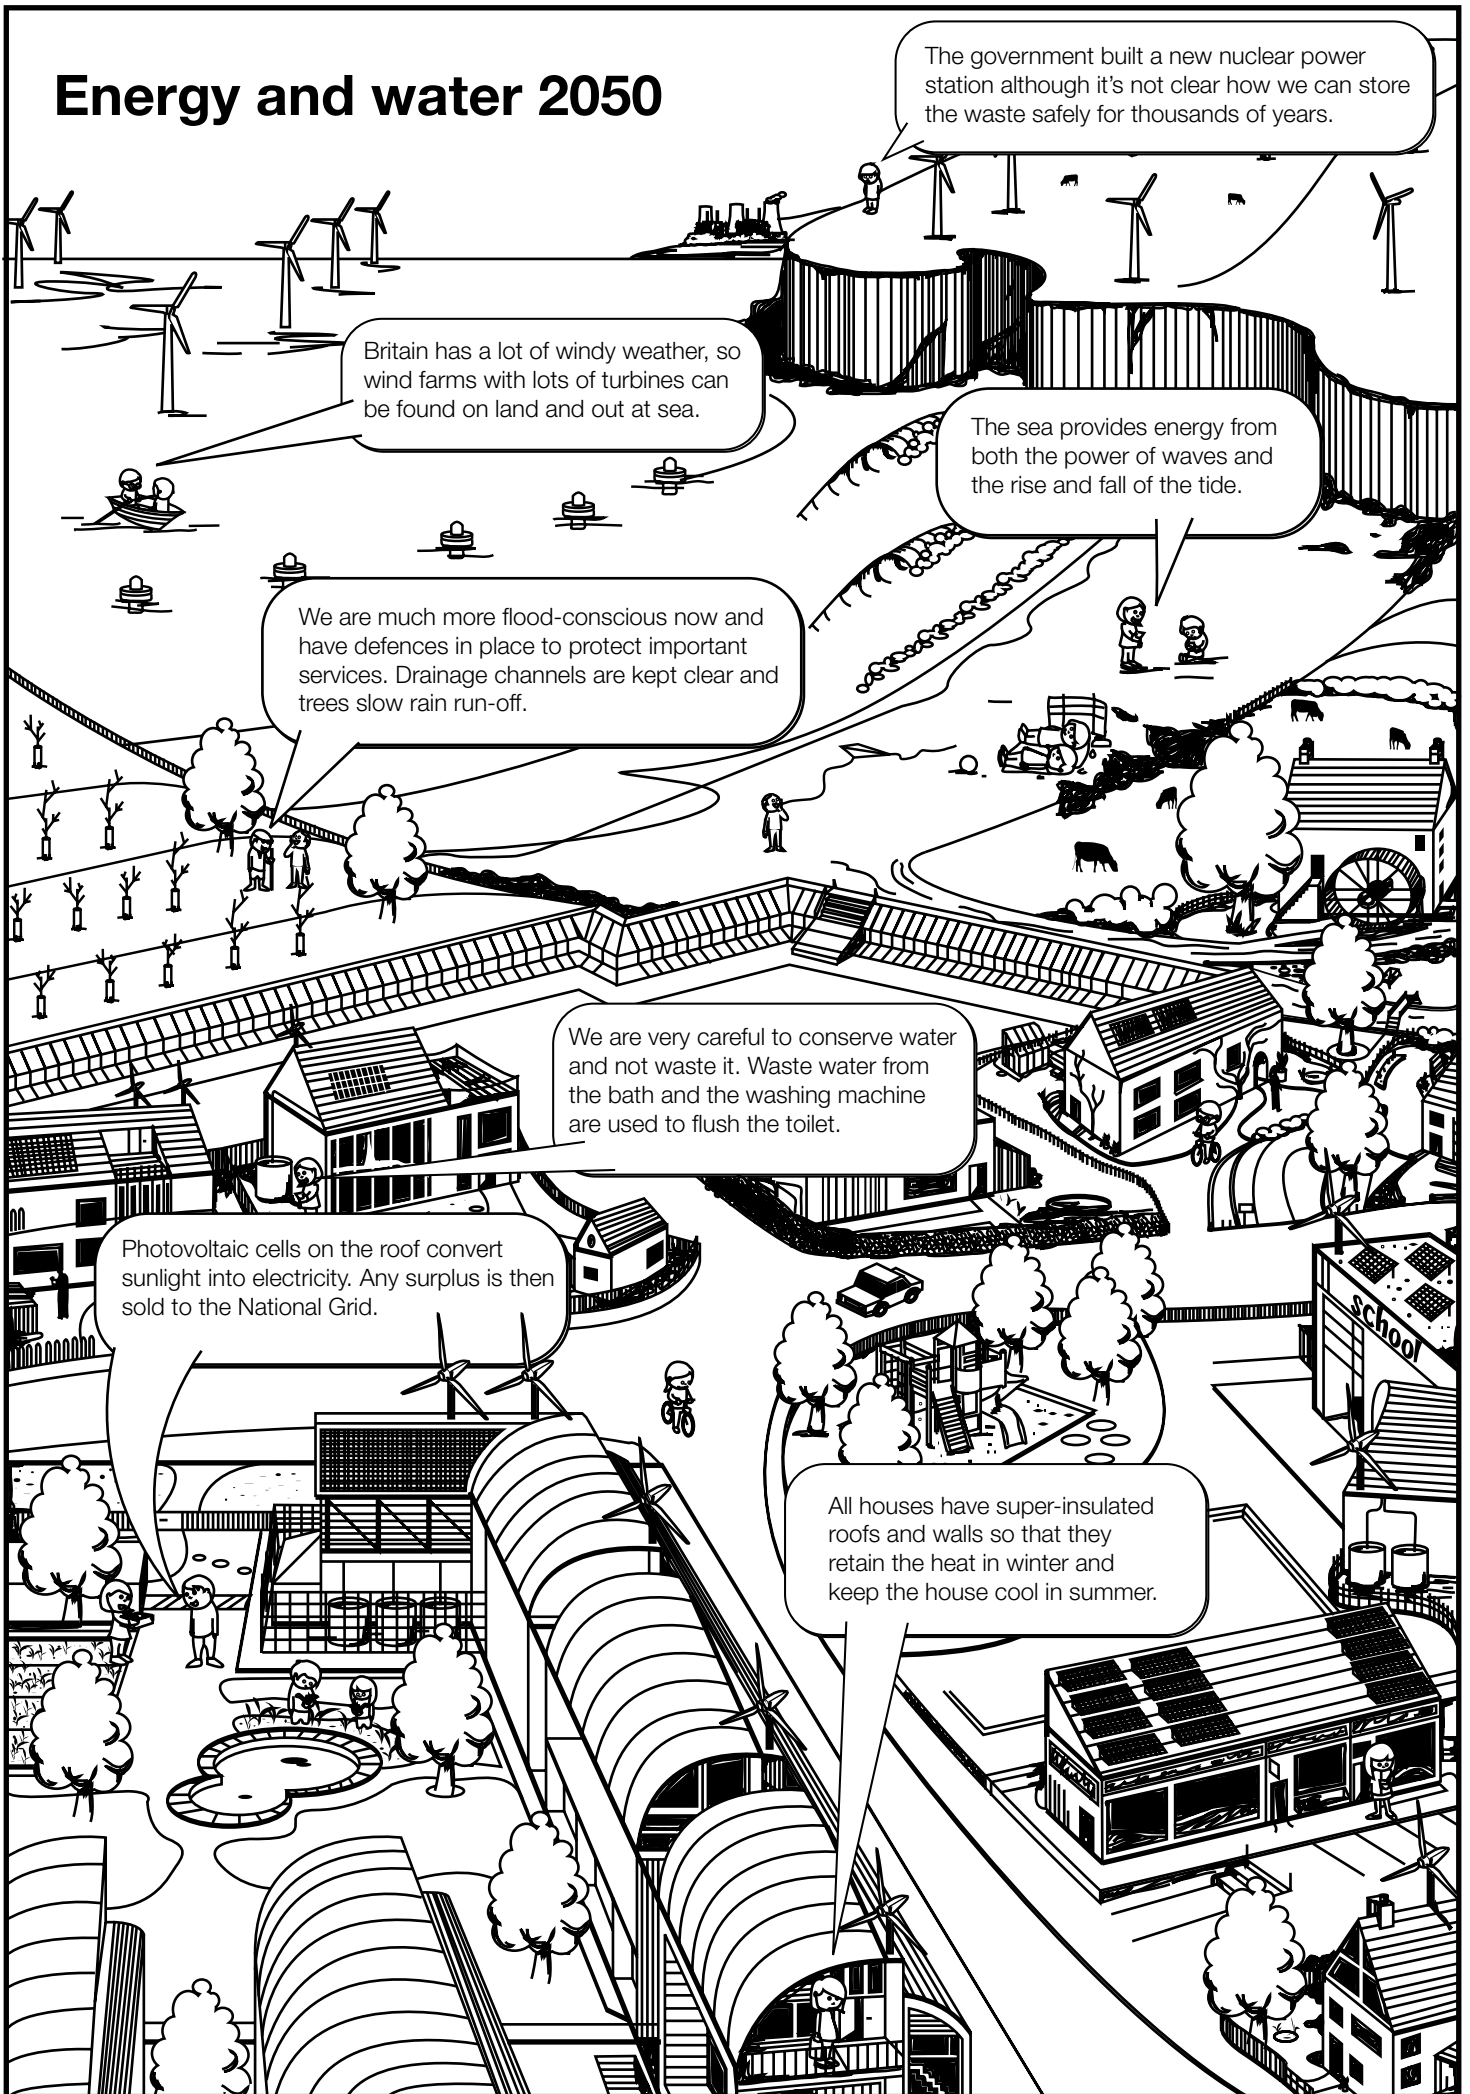 Energy and water 2050
The government built a new nuclear power
station although it's not clear how we can store
the waste safely for thousands of years.
Britain has a lot of windy weather, so
wind farms with lots of turbines can
be found on land and out at sea.
The sea provides energy from
both the power of waves and
the rise and fall of the tide.
We are much more flood-conscious now and
have defences in place to protect important
services. Drainage channels are kept clear and
trees slow rain run-off.
We are very careful to conserve water
and not waste it. Waste water from
the bath and the washing machine
are used to flush the toilet.
Photovoltaic cells on the roof convert
sunlight into electricity. Any surplus is then
sold to the National Grid.
school
All houses have super-insulated
roofs and walls so that they
retain the heat in winter and
keep the house cool in summer.